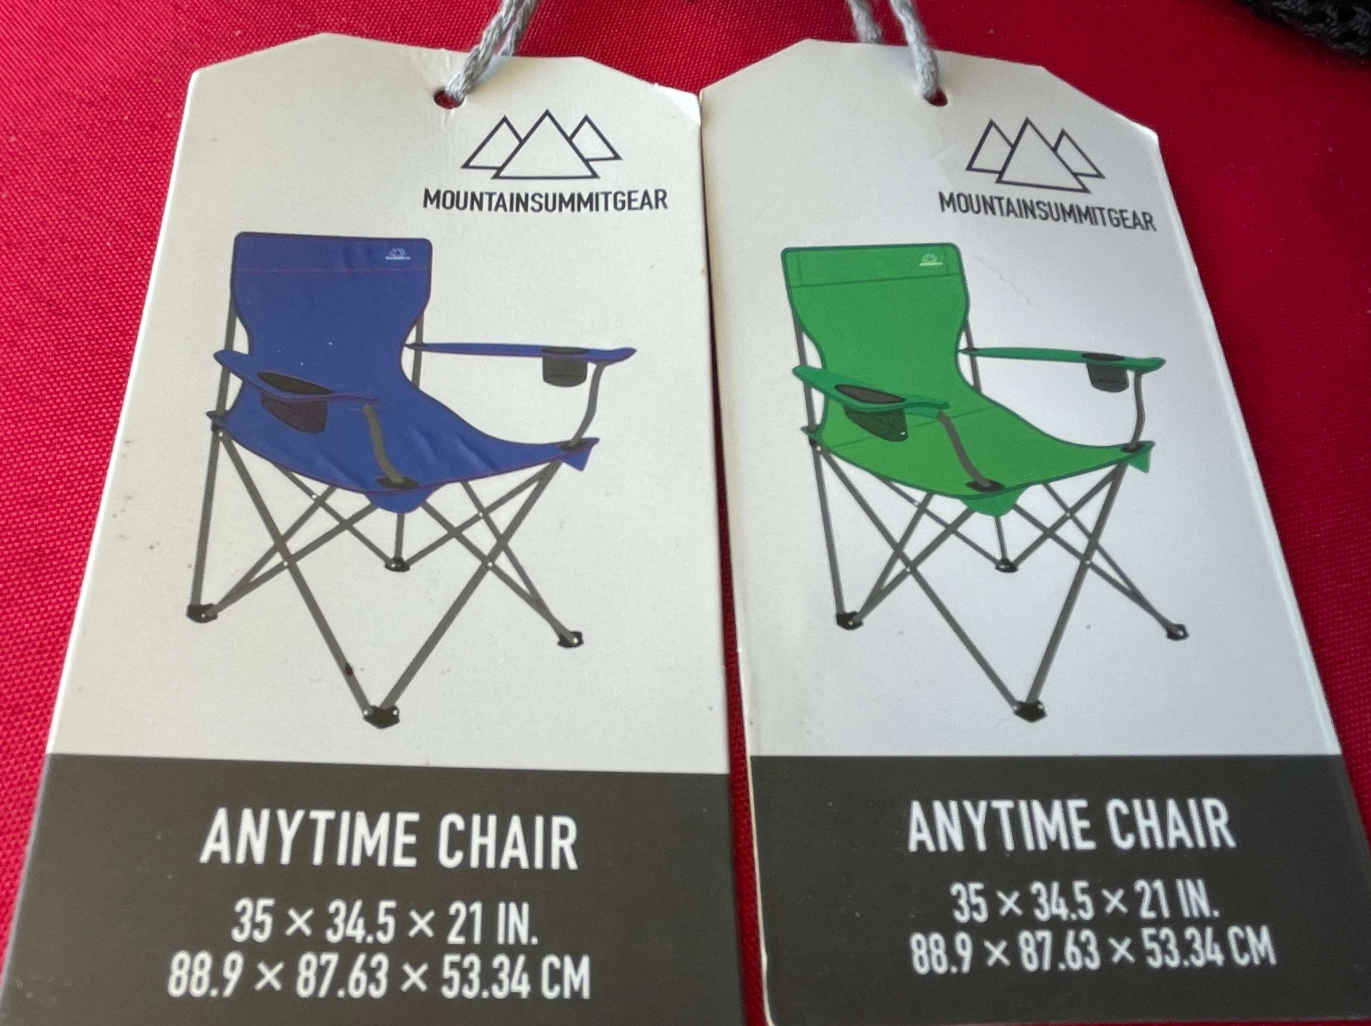 MOUNTAINSUMMITGEAR
ANYTIME CHAIR
35 × 34.5 × 21 IN.
88.9 × 87.63 × 53.34 CM
MOUNTAINSUMMITGEAR
ANYTIME CHAIR
35 × 34.5 × 21 IN.
88.9 × 87.63 × 53.34 CM